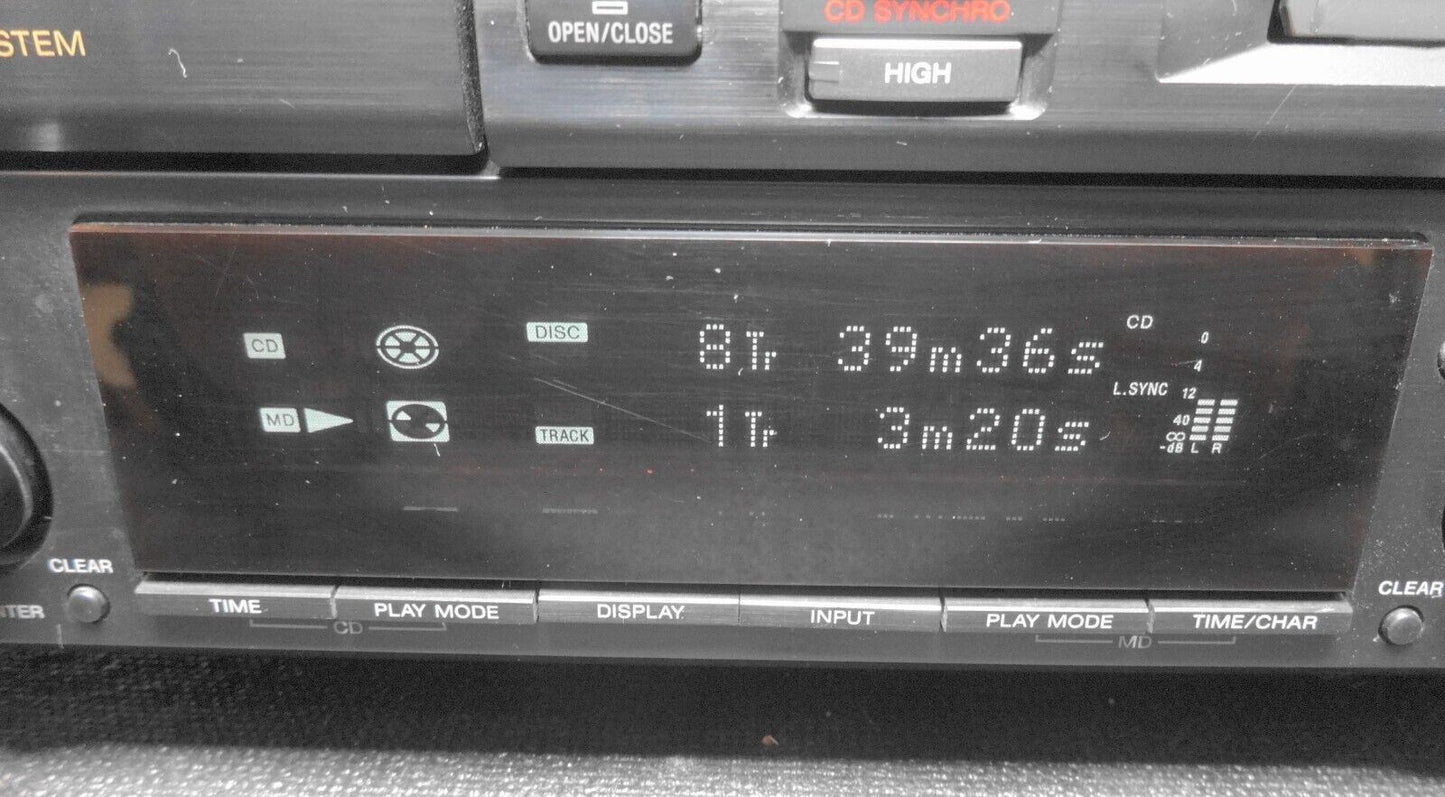 STEM
OPEN/CLOSE
CD SYNCHRO
HIGH
CD DISC 8Tr 39m36s CD 0
4
L.SYNC 12
MD TRACK 1Tr 3m20s 40
∞
-dB L R
CLEAR CLEAR
TIME PLAY MODE DISPLAY INPUT PLAY MODE TIME/CHAR
CD MD